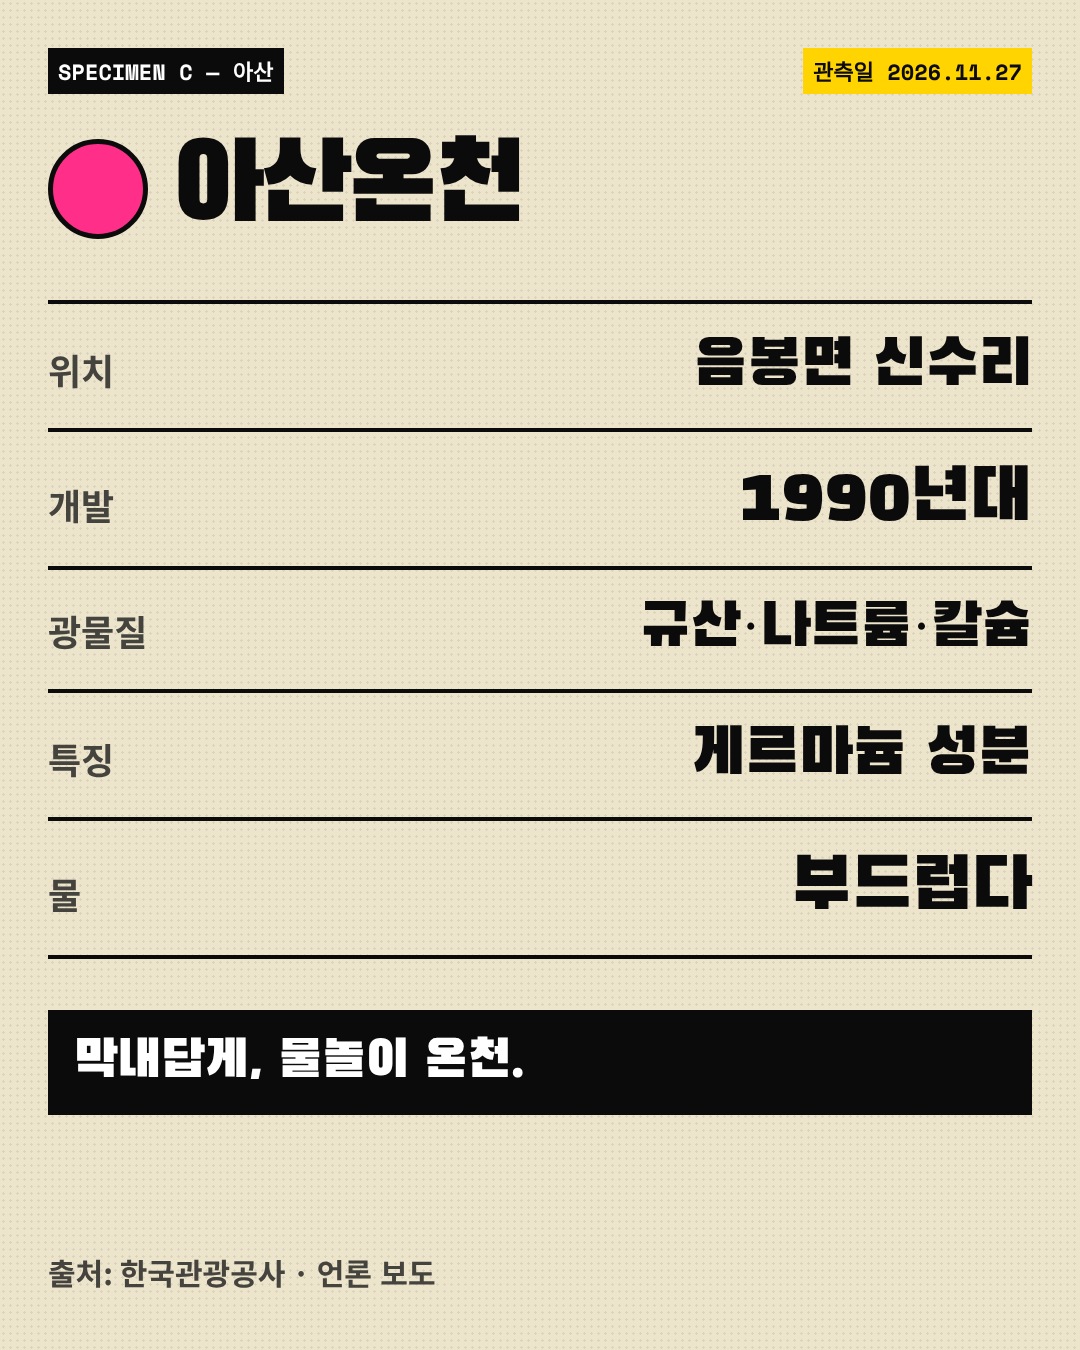 SPECIMEN C — 아산
관측일 2026.11.27
아산온천
위치 음봉면 신수리
개발 1990년대
광물질 규산·나트륨·칼슘
특징 게르마늄 성분
물 부드럽다
막내답게, 물놀이 온천.
출처: 한국관광공사 · 언론 보도